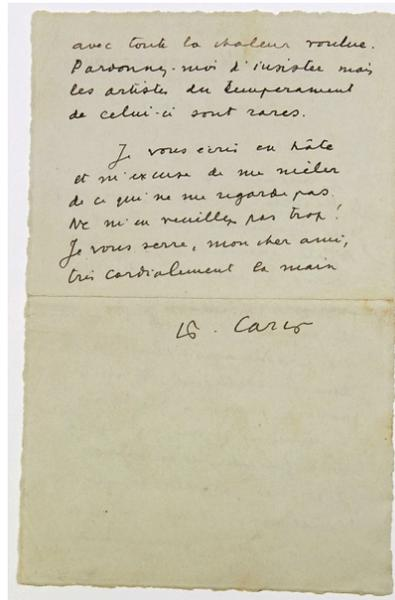 avec toute la chaleur voulue.
Pardonnez-moi d'insister mais
les artistes du tempérament
de celui-ci sont rares.
Je vous écris en hâte
et m'excuse de me mêler
de ce qui ne me regarde pas.
Ne m'en veuillez pas trop !
Je vous serre, mon cher ami,
très cordialement la main
Carco